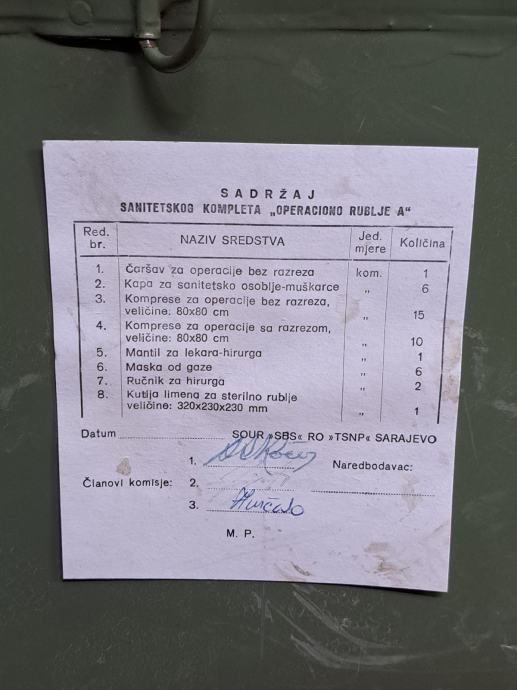 SADRŽAJ
SANITETSKOG KOMPLETA „OPERACIONO RUBLJE A“
Red. br. NAZIV SREDSTVA Jed. mjere Količina
1. Čaršav za operacije bez razreza kom. 1
2. Kapa za sanitetsko osoblje-muškarce „ 6
3. Komprese za operacije bez razreza,
veličine: 80x80 cm „ 15
4. Komprese za operacije sa razrezom,
veličine: 80x80 cm „ 10
5. Mantil za lekara-hirurga „ 1
6. Maska od gaze „ 6
7. Ručnik za hirurga „ 2
8. Kutija limena za sterilno rublje
veličine: 320x230x230 mm „ 1
Datum SOUR »SBS« RO »TSNP« SARAJEVO
1. Naredbodavac:
Članovi komisje: 2.
3.
M. P.